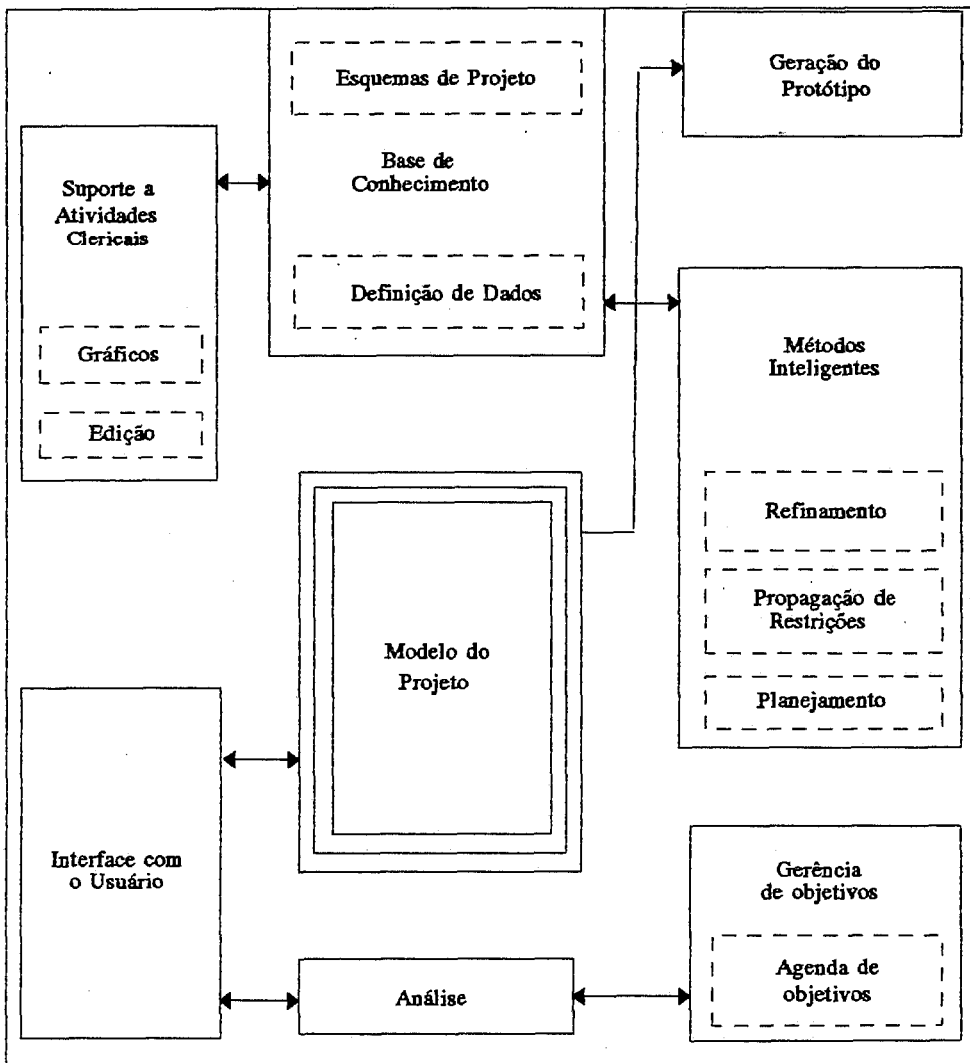 Esquemas de Projeto
Base de
Conhecimento
Definição de Dados
Geração do
Protótipo
Suporte a
Atividades
Clericais
Gráficos
Edição
Métodos
Inteligentes
Refinamento
Propagação de
Restrições
Planejamento
Modelo do
Projeto
Interface com
o Usuário
Análise
Gerência
de objetivos
Agenda de
objetivos